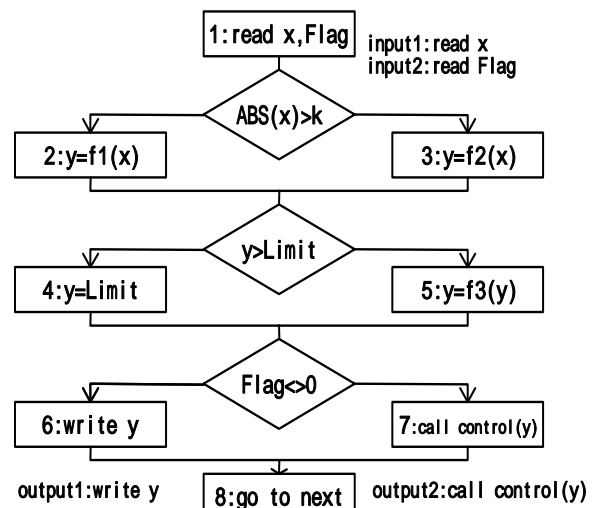 1:read x,Flag
input1:read x
input2:read Flag
ABS(x)>k
2:y=f1(x)
3:y=f2(x)
y>Limit
4:y=Limit
5:y=f3(y)
Flag<>0
6:write y
7:call control(y)
output1:write y
8:go to next
output2:call control(y)